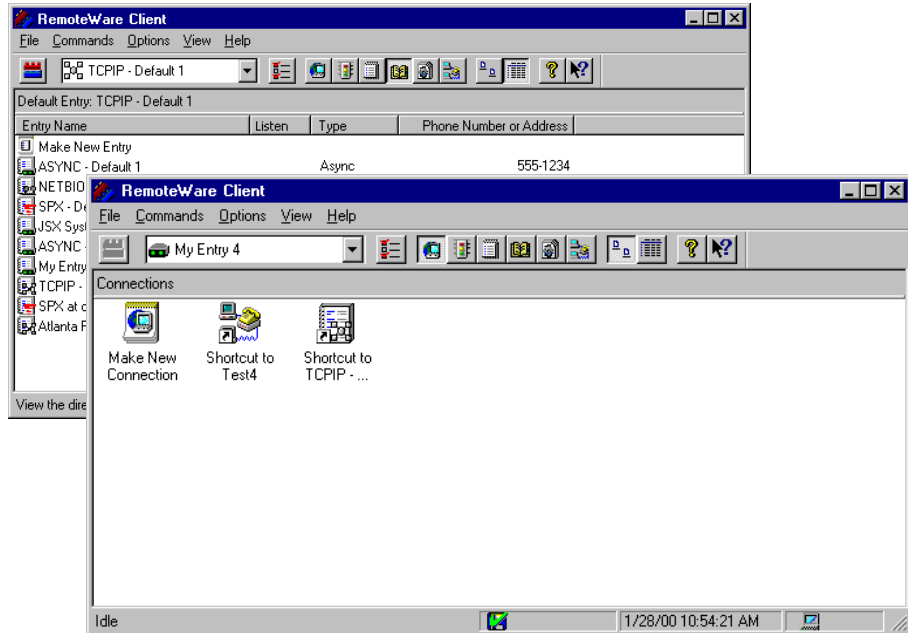 RemoteWare Client
File Commands Options View Help
TCPIP - Default 1
Default Entry: TCPIP - Default 1
Entry Name Listen Type Phone Number or Address
Make New Entry
ASYNC - Default 1 Async 555-1234
NETBIO
SPX - De
JSX Syst
ASYNC -
My Entry
TCPIP -
SPX at c
Atlanta F
View the dire
RemoteWare Client
File Commands Options View Help
My Entry 4
Connections
Make New
Connection
Shortcut to
Test4
Shortcut to
TCPIP - ...
Idle 1/28/00 10:54:21 AM